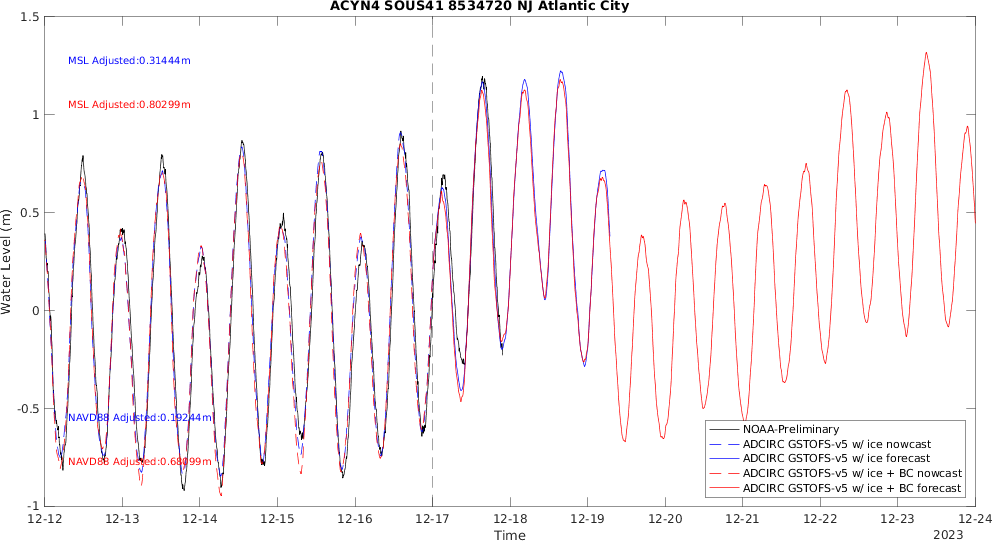 ACYN4 SOUS41 8534720 NJ Atlantic City
1.5
MSL Adjusted:0.31444m
MSL Adjusted:0.80299m
1
0.5
Water Level (m)
0
-0.5
NAVD88 Adjusted:0.19244m
NAVD88 Adjusted:0.68099m
NOAA-Preliminary
ADCIRC GSTOFS-v5 w/ ice nowcast
ADCIRC GSTOFS-v5 w/ ice forecast
ADCIRC GSTOFS-v5 w/ ice + BC nowcast
ADCIRC GSTOFS-v5 w/ ice + BC forecast
-1
12-12 12-13 12-14 12-15 12-16 12-17 12-18 12-19 12-20 12-21 12-22 12-23 12-24
Time
2023